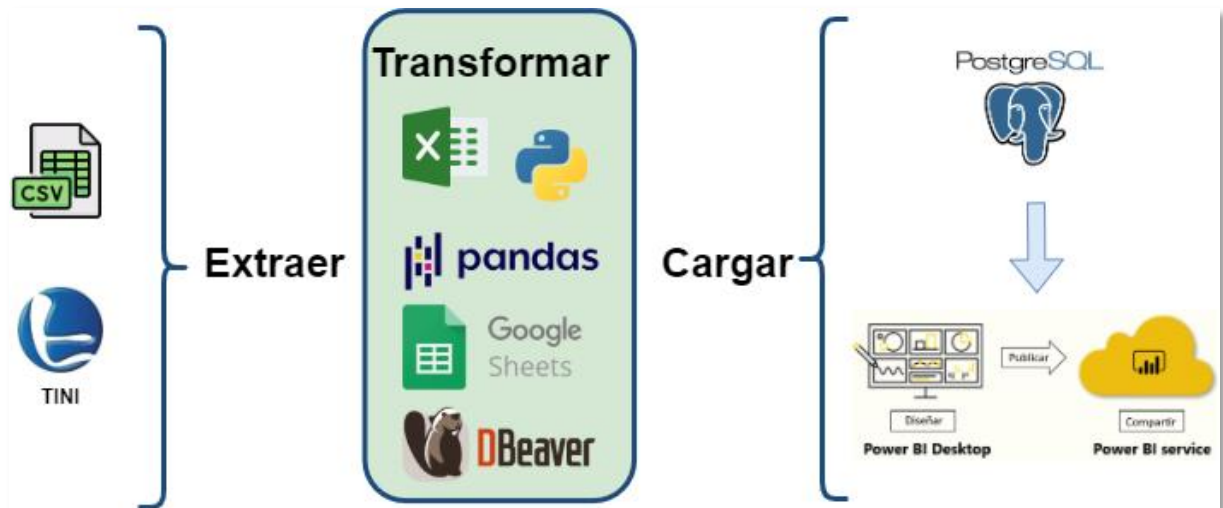 CSV
TINI
Extraer
Transformar
X
pandas
Google
Sheets
DBeaver
Cargar
PostgreSQL
Publicar
Diseñar
Power BI Desktop
Compartir
Power BI service